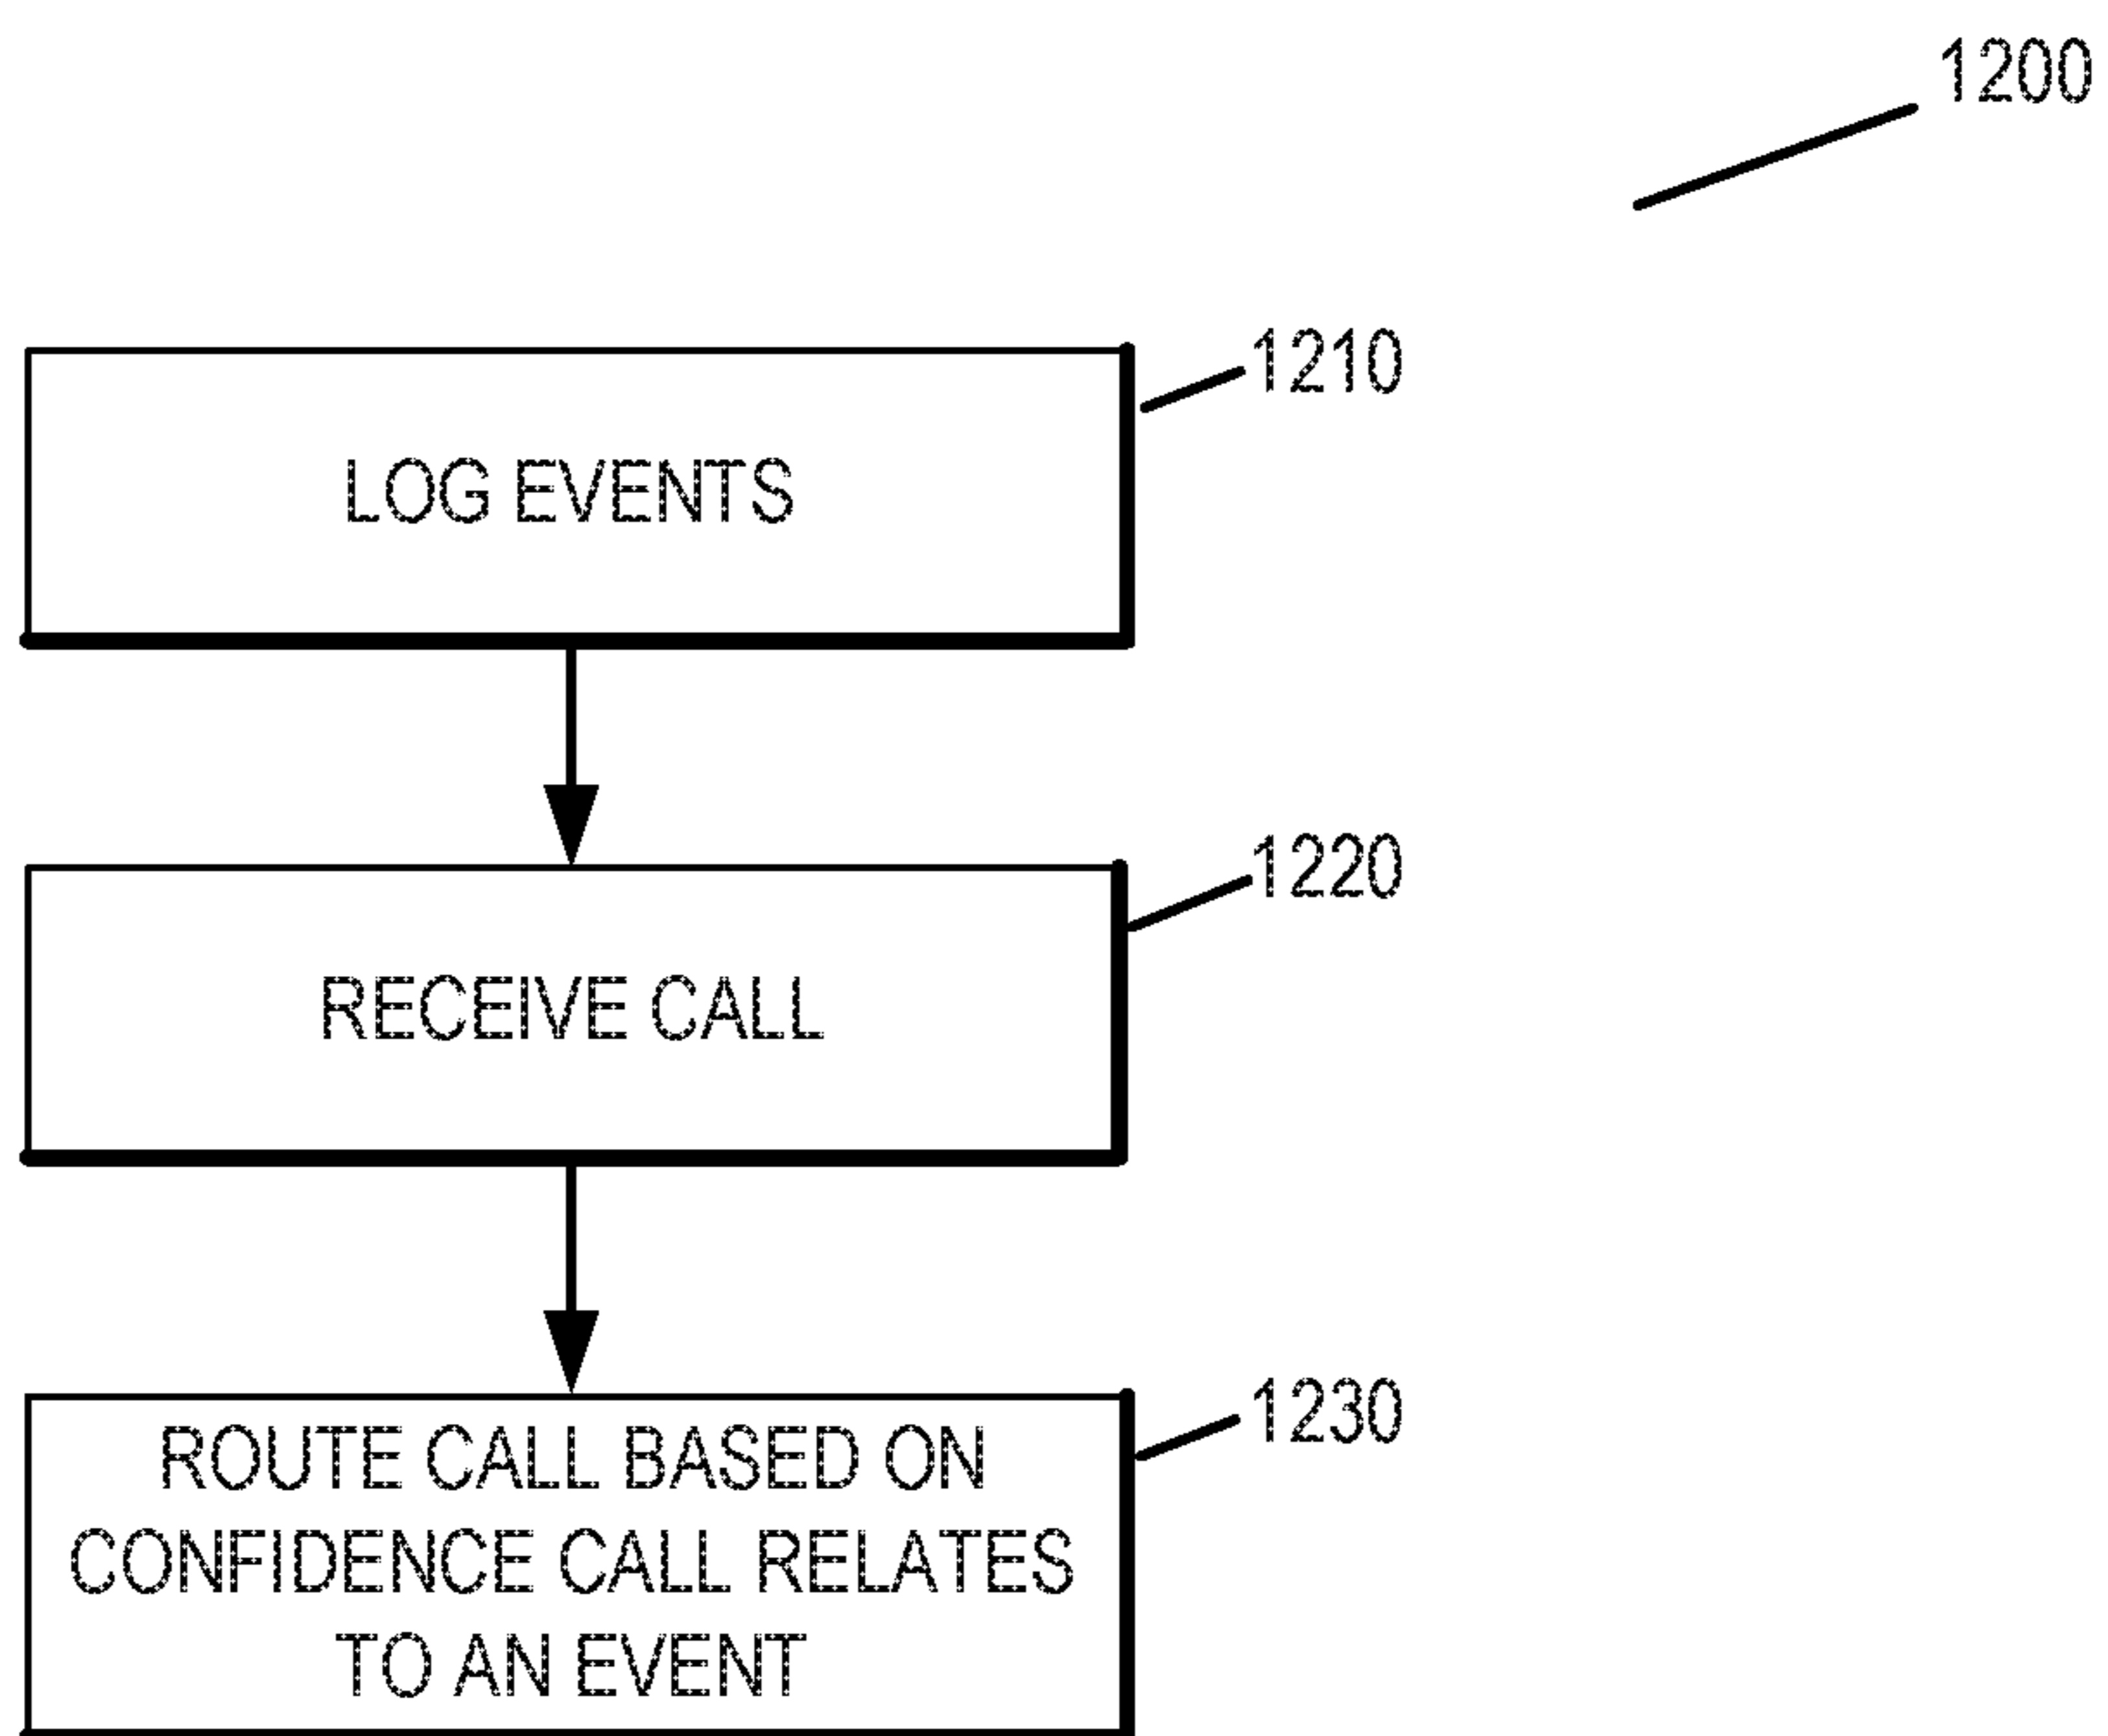 1200
1210
LOG EVENTS
1220
RECEIVE CALL
1230
ROUTE CALL BASED ON
CONFIDENCE CALL RELATES
TO AN EVENT